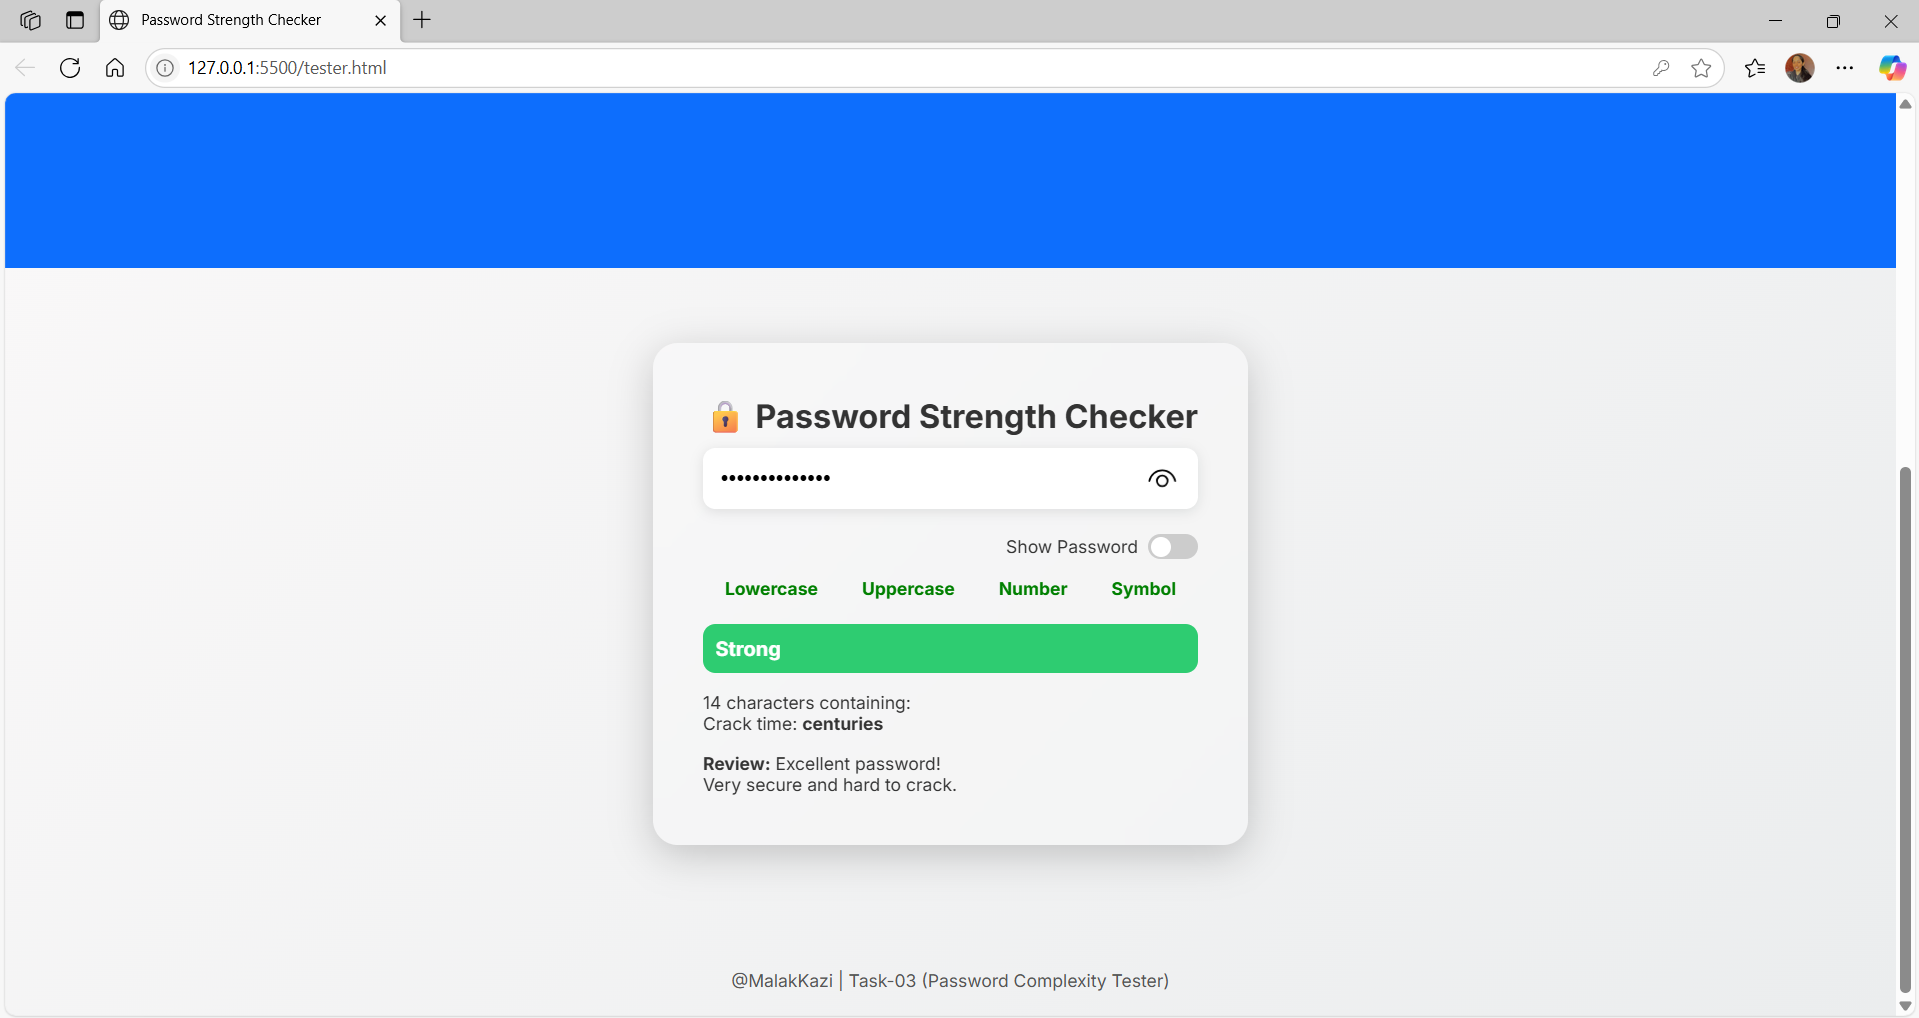 Password Strength Checker
127.0.0.1:5500/tester.html
🔒 Password Strength Checker
••••••••••••••
Show Password
Lowercase Uppercase Number Symbol
Strong
14 characters containing:
Crack time: centuries
Review: Excellent password!
Very secure and hard to crack.
@MalakKazi | Task-03 (Password Complexity Tester)